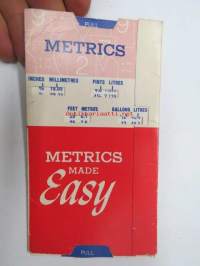 PULL
METRICS
INCHES MILLIMETRES
PINTS LITRES
FEET METRES
GALLONS LITRES
METRICS
MADE
Easy
PULL